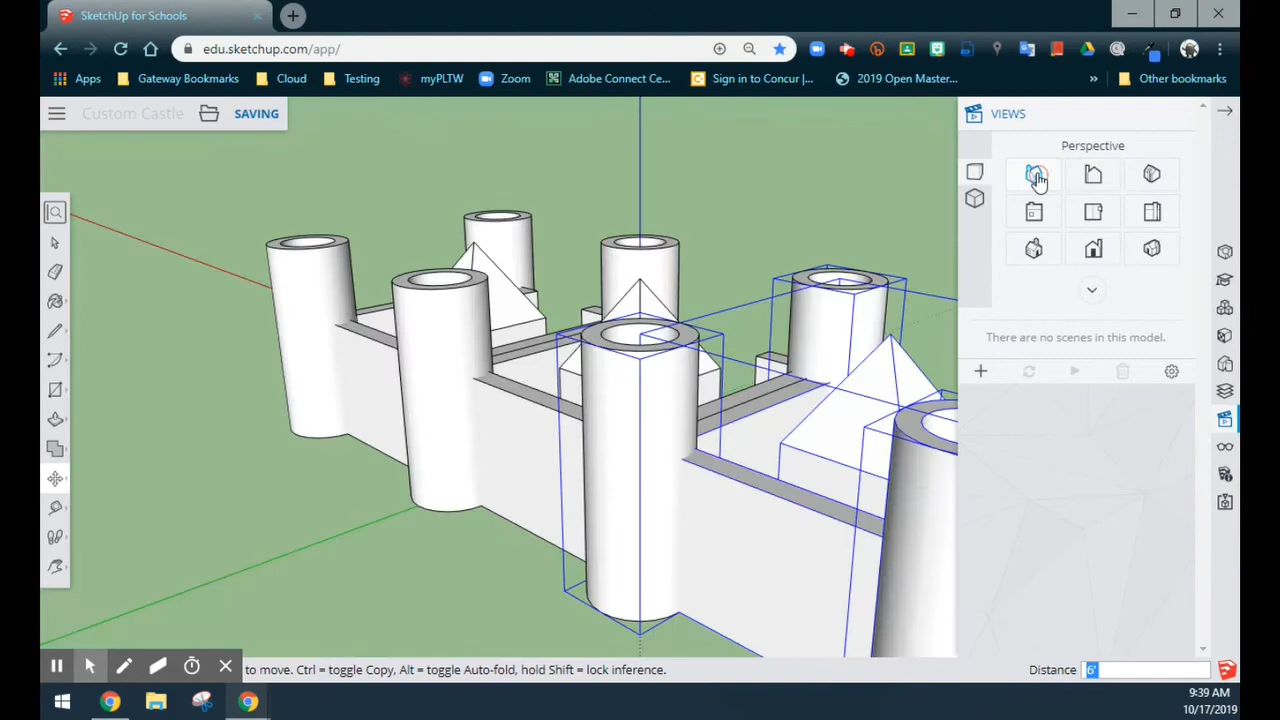 SketchUp for Schools
edu.sketchup.com/app/
Apps
Gateway Bookmarks
Cloud
Testing
myPLTW
Zoom
Adobe Connect Ce...
Sign in to Concur |...
2019 Open Master...
»
Other bookmarks
Custom Castle
SAVING
VIEWS
Perspective
There are no scenes in this model.
to move. Ctrl = toggle Copy, Alt = toggle Auto-fold, hold Shift = lock inference.
Distance
6'
9:39 AM
10/17/2019